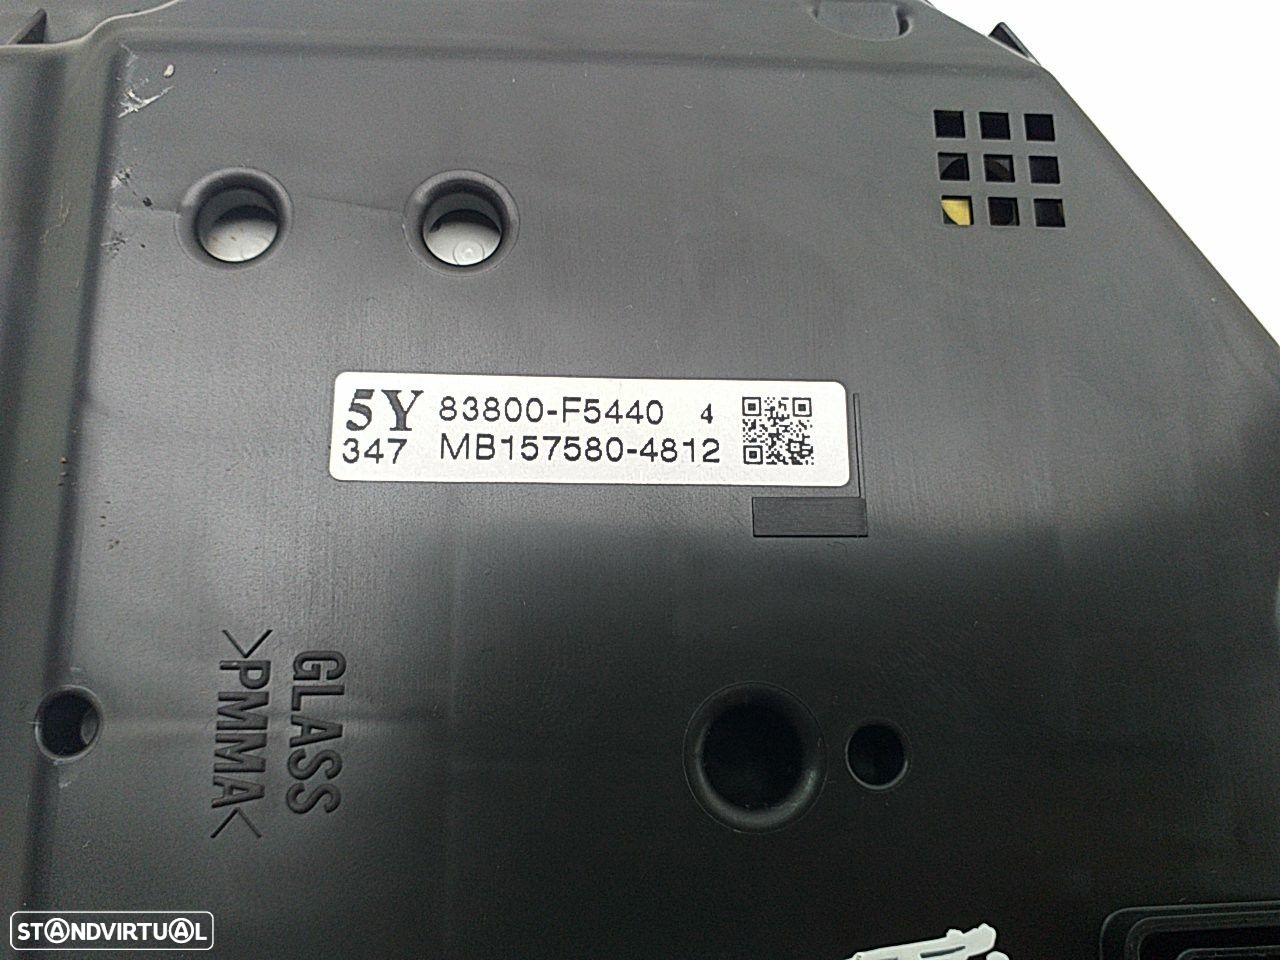 5Y 83800-F5440 4
347 MB157580-4812
GLASS
>PMMA<
STANDVIRTUAL